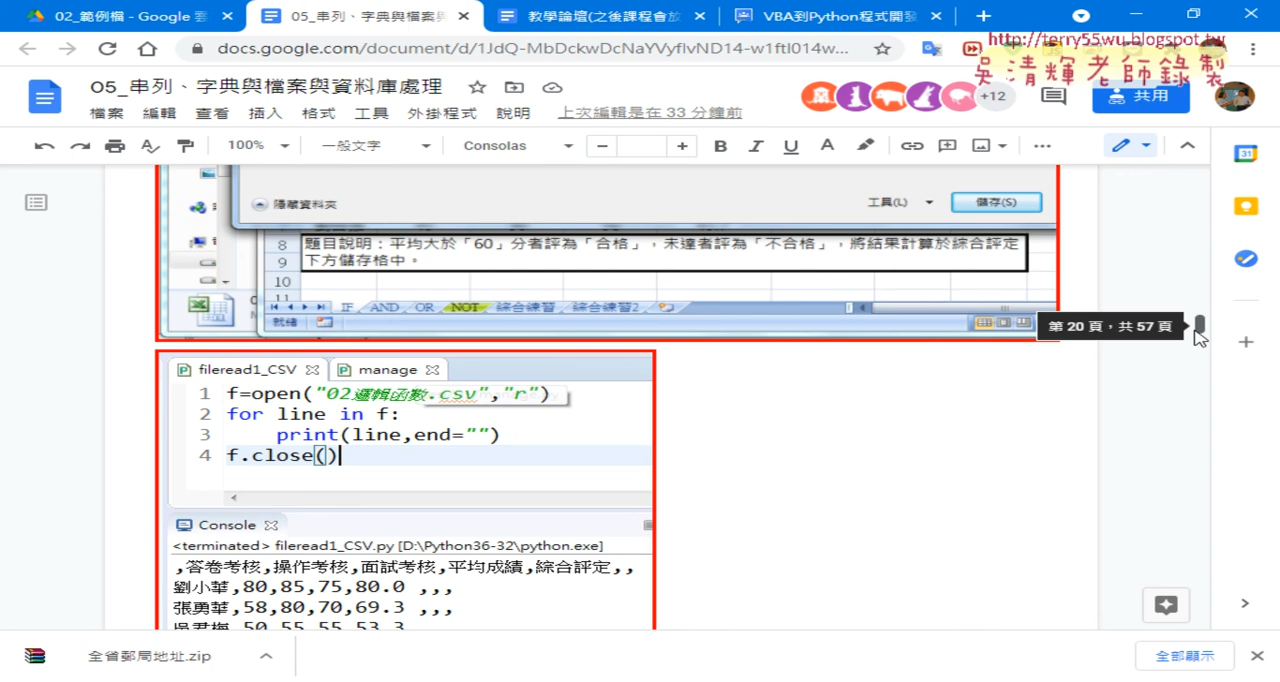 02_範例檔 - Google 雲
05_串列、字典與檔案與
教學論壇(之後課程會放
VBA到Python程式開發
docs.google.com/document/d/1JdQ-MbDckwDcNaYVyflvND14-w1ftI014w...
http://terry55wu.blogspot.tw
吳清輝老師錄製
O5_串列、字典與檔案與資料庫處理
+12
共用
檔案 編輯 查看 插入 格式 工具 外掛程式 說明 上次編輯是在 33 分鐘前
100% 一般文字 Consolas
31
隱藏資料夾 工具(L) 儲存(S)
8 題目說明：平均大於「60」分者評為「合格」，未達者評為「不合格」，將結果計算於綜合評定
9 下方儲存格中。
10
11
IF AND OR NOT 綜合練習 綜合練習2
就緒
第 20 頁，共 57 頁
fileread1_CSV manage
1 f=open("02邏輯函數.csv","r")
2 for line in f:
3 print(line,end="")
4 f.close()
Console
<terminated> fileread1_CSV.py [D:\Python36-32\python.exe]
,答卷考核,操作考核,面試考核,平均成績,綜合評定,,
劉小華,80,85,75,80.0 ,,,
張勇華,58,80,70,69.3 ,,,
吳君梅,50,55,55,53.3
全省郵局地址.zip
全部顯示